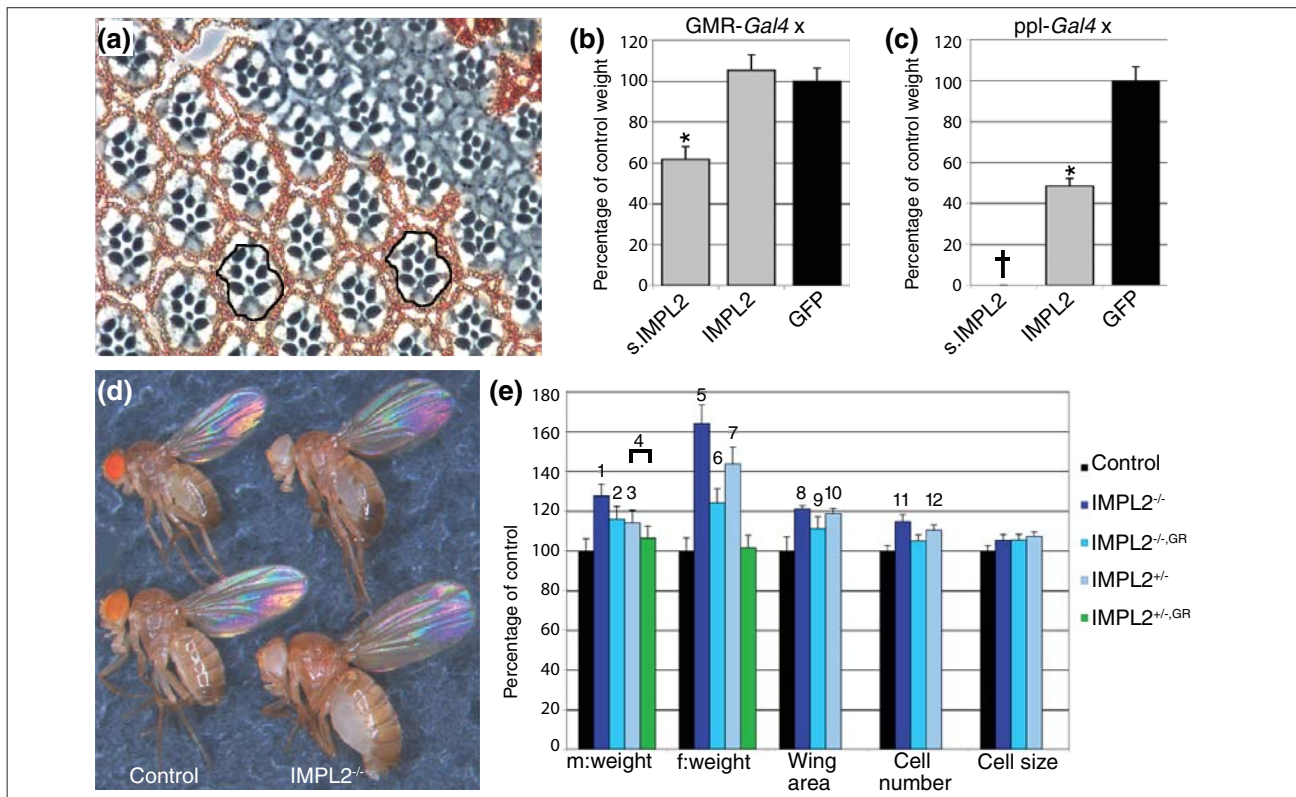 (a)
(b)
GMR-Gal4 x
Percentage of control weight
120
100
80
60
40
20
0
*
s.IMPL2
IMPL2
GFP
(c)
ppl-Gal4 x
Percentage of control weight
120
100
80
60
40
20
0
†
*
s.IMPL2
IMPL2
GFP
(d)
Control
IMPL2-/-
(e)
Percentage of control
180
160
140
120
100
80
60
40
20
0
1
2
3
4
5
6
7
8
9
10
11
12
m:weight
f:weight
Wing
area
Cell
number
Cell size
Control
IMPL2-/-
IMPL2-/-,GR
IMPL2+/-
IMPL2+/-,GR